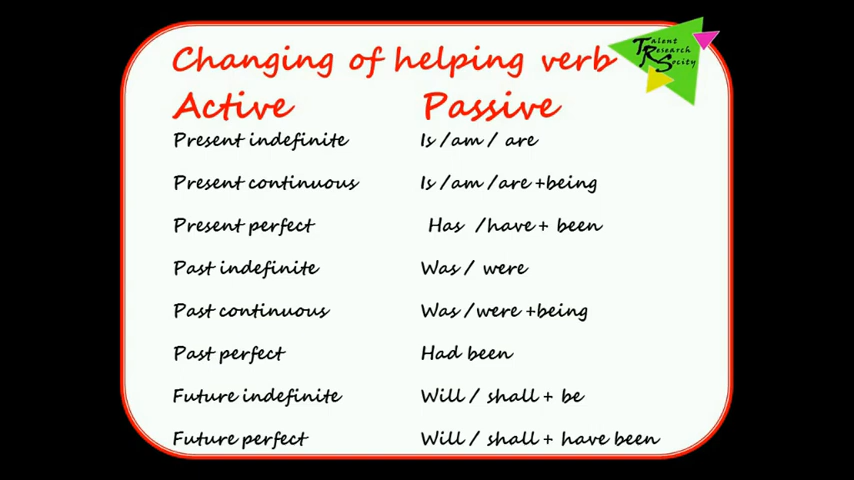 Changing of helping verb
Talent
Research
Socity
Active Passive
Present indefinite Is /am / are
Present continuous Is /am /are +being
Present perfect Has /have + been
Past indefinite Was / were
Past continuous Was /were +being
Past perfect Had been
Future indefinite Will / shall + be
Future perfect Will / shall + have been